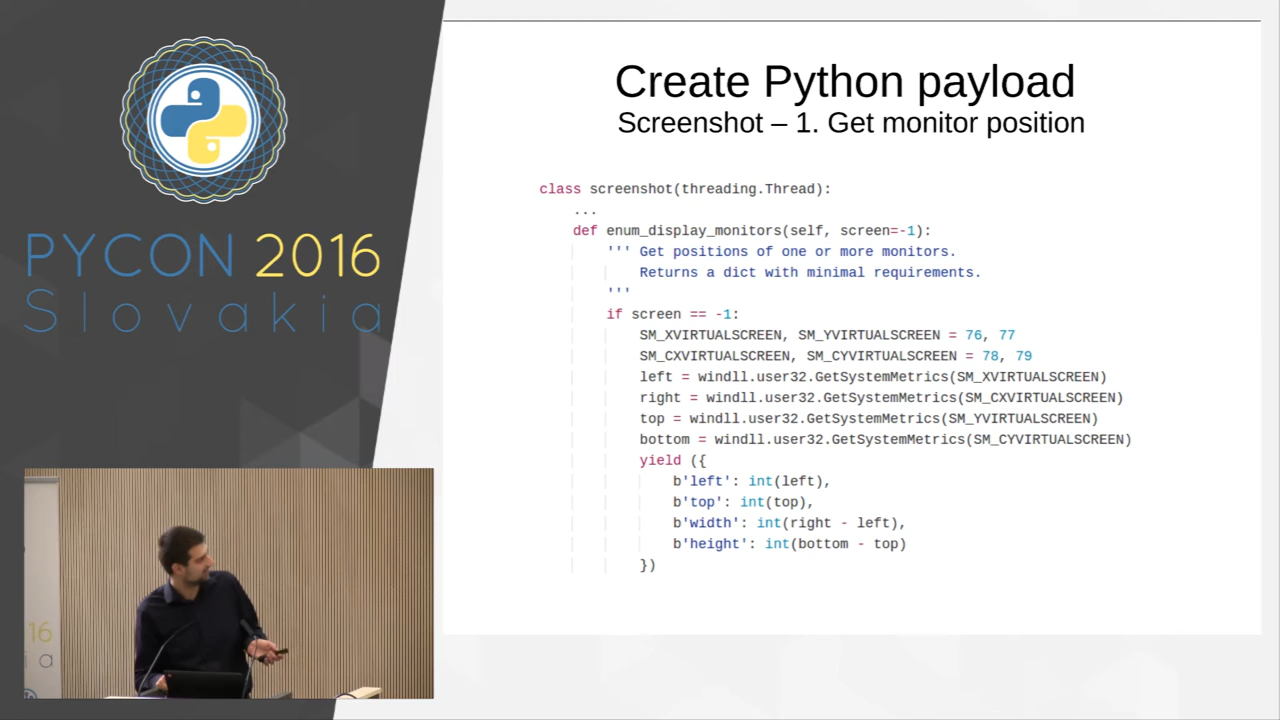 PYCON 2016
Slovakia
Create Python payload
Screenshot – 1. Get monitor position
class screenshot(threading.Thread):
    ...
    def enum_display_monitors(self, screen=-1):
        ''' Get positions of one or more monitors.
            Returns a dict with minimal requirements.
        '''
        if screen == -1:
            SM_XVIRTUALSCREEN, SM_YVIRTUALSCREEN = 76, 77
            SM_CXVIRTUALSCREEN, SM_CYVIRTUALSCREEN = 78, 79
            left = windll.user32.GetSystemMetrics(SM_XVIRTUALSCREEN)
            right = windll.user32.GetSystemMetrics(SM_CXVIRTUALSCREEN)
            top = windll.user32.GetSystemMetrics(SM_YVIRTUALSCREEN)
            bottom = windll.user32.GetSystemMetrics(SM_CYVIRTUALSCREEN)
            yield ({
                b'left': int(left),
                b'top': int(top),
                b'width': int(right - left),
                b'height': int(bottom - top)
            })
16
i a